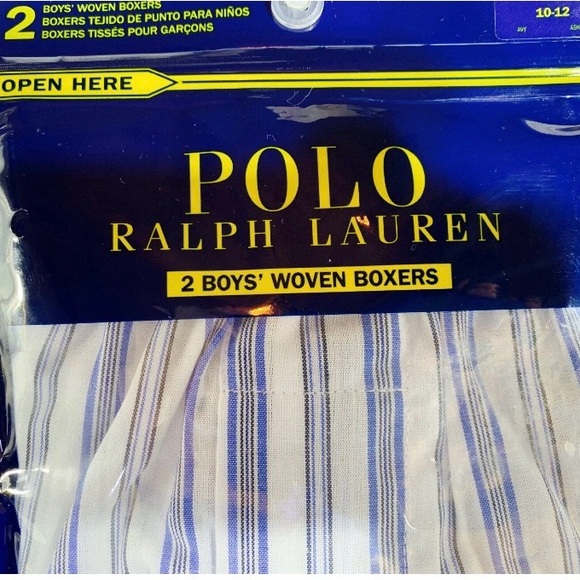 2 BOYS' WOVEN BOXERS
BOXERS TEJIDO DE PUNTO PARA NIÑOS
BOXERS TISSÉS POUR GARÇONS
10-12
OPEN HERE
POLO
RALPH LAUREN
2 BOYS' WOVEN BOXERS